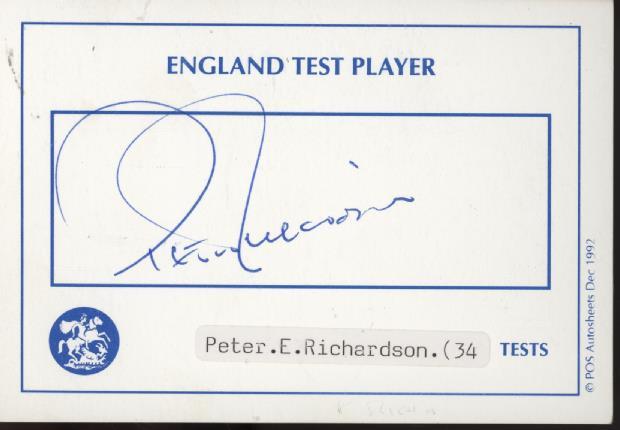 ENGLAND TEST PLAYER
Peter.E.Richardson.(34 TESTS
© POS Autosheets Dec 1992